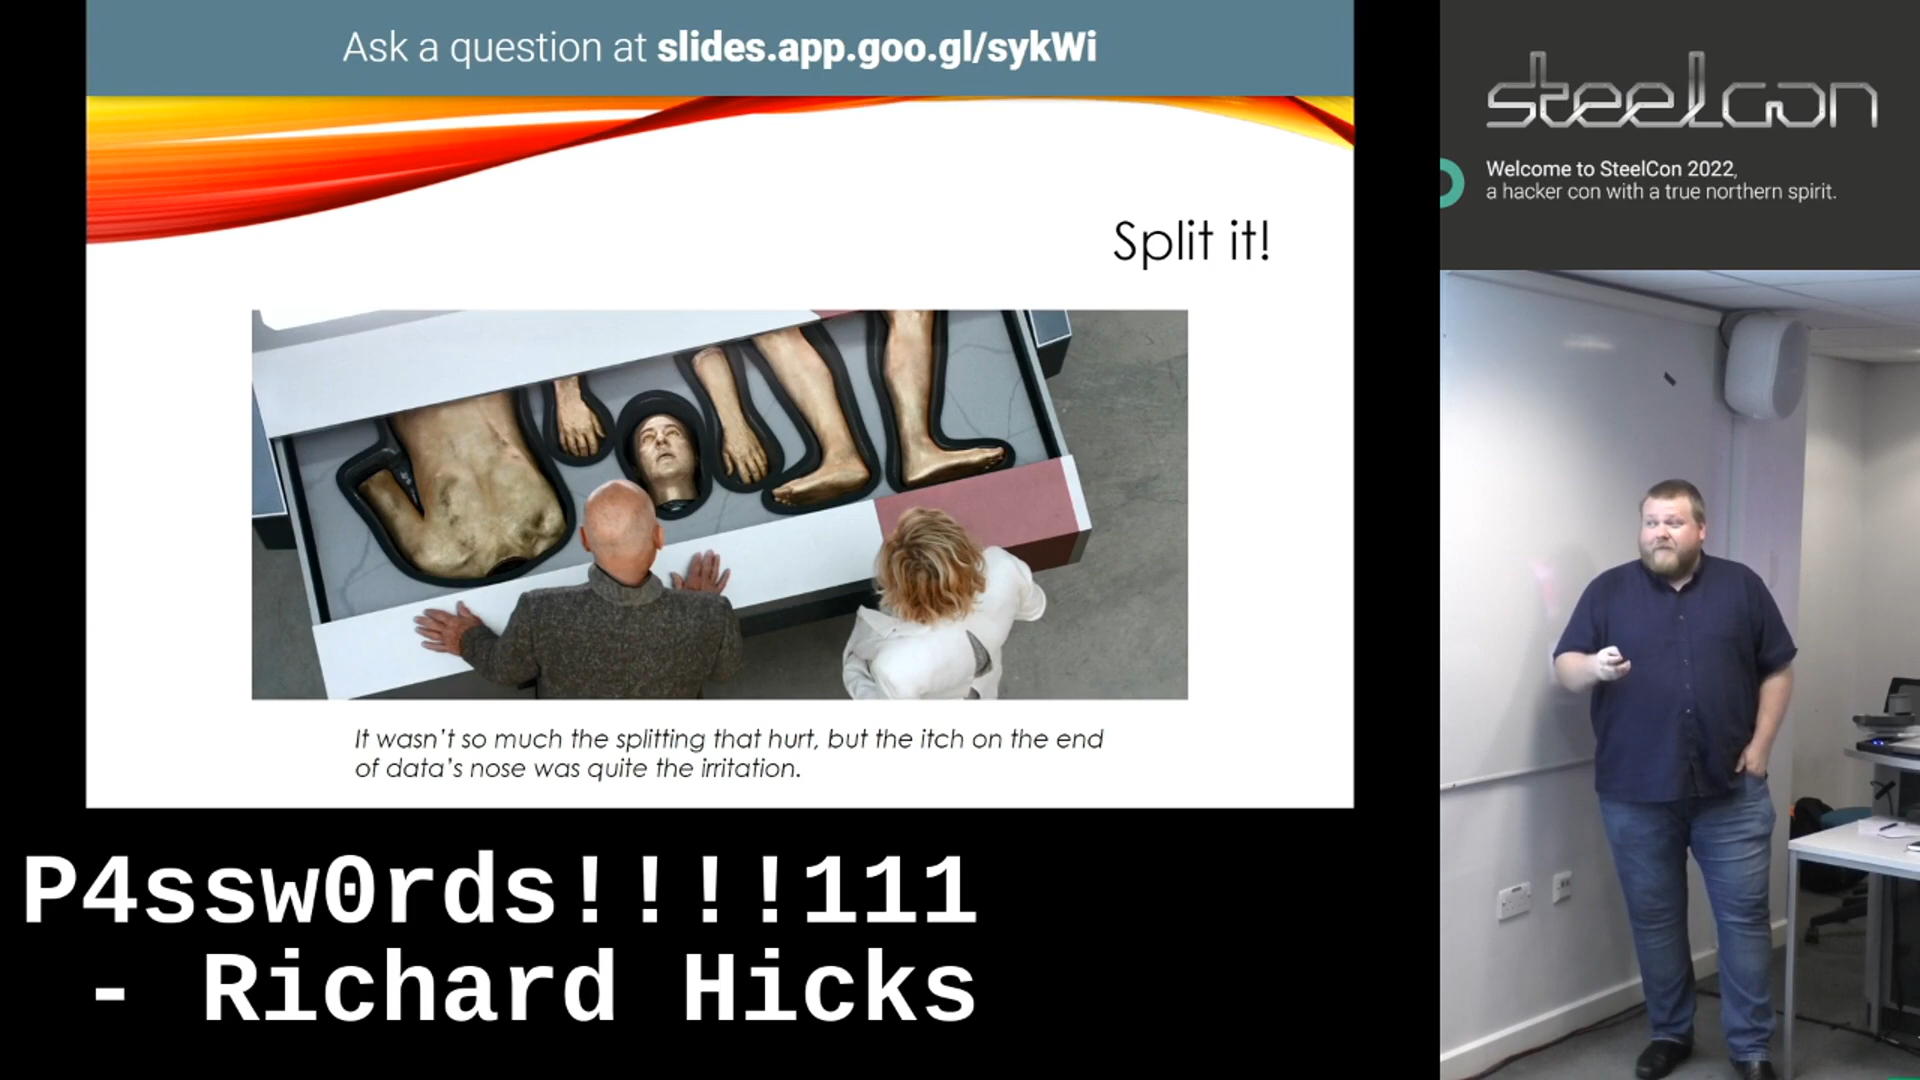 Ask a question at slides.app.goo.gl/sykWi
steelcon
Welcome to SteelCon 2022,
a hacker con with a true northern spirit.
Split it!
It wasn't so much the splitting that hurt, but the itch on the end
of data's nose was quite the irritation.
P4ssw0rds!!!!111
- Richard Hicks